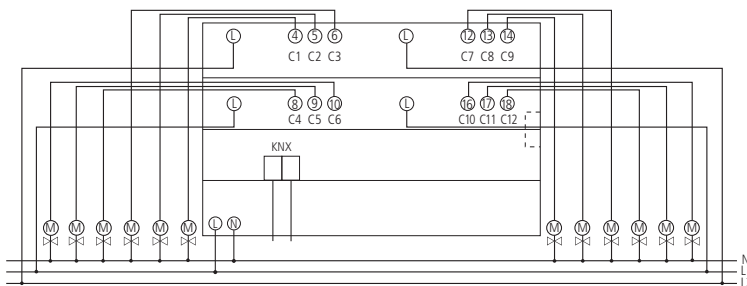 L 4 5 6 L 12 13 14
C1 C2 C3 C7 C8 C9
L 8 9 10 L 16 17 18
C4 C5 C6 C10 C11 C12
KNX
M M M M M M L N M M M M M M
N
L
L